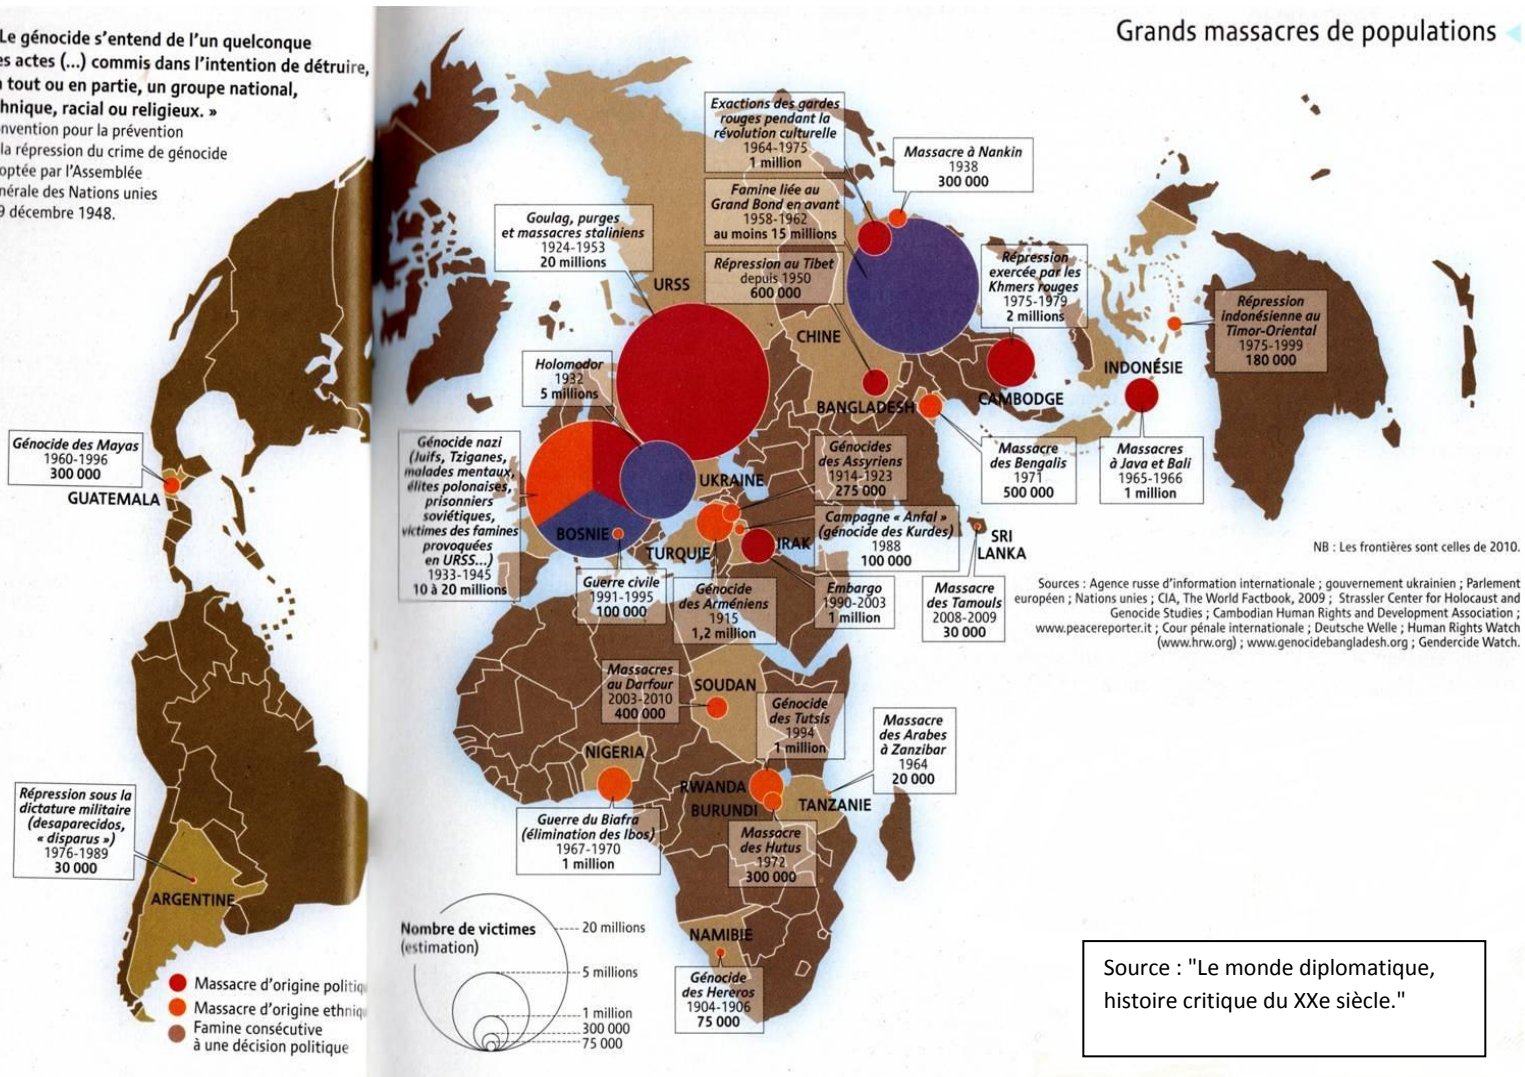 Grands massacres de populations
Le génocide s'entend de l'un quelconque
es actes (...) commis dans l'intention de détruire,
tout ou en partie, un groupe national,
hnique, racial ou religieux. »
nvention pour la prévention
la répression du crime de génocide
optée par l'Assemblée
nérale des Nations unies
9 décembre 1948.
Exactions des gardes
rouges pendant la
révolution culturelle
1964-1975
1 million
Massacre à Nankin
1938
300 000
Famine liée au
Grand Bond en avant
1958-1962
au moins 15 millions
Goulag, purges
et massacres staliniens
1924-1953
20 millions
URSS
Répression au Tibet
depuis 1950
600 000
Répression
exercée par les
Khmers rouges
1975-1979
2 millions
Répression
indonésienne au
Timor-Oriental
1975-1999
180 000
CHINE
Holomodor
1932
5 millions
INDONÉSIE
CAMBODGE
BANGLADESH
Génocide des Mayas
1960-1996
300 000
GUATEMALA
Génocide nazi
(Juifs, Tziganes,
malades mentaux,
élites polonaises,
prisonniers
soviétiques,
victimes des famines
provoquées
en URSS...)
1933-1945
10 à 20 millions
UKRAINE
Génocides
des Assyriens
1914-1923
275 000
Massacre
des Bengalis
1971
500 000
Massacres
à Java et Bali
1965-1966
1 million
BOSNIE
TURQUIE
IRAK
Campagne « Anfal »
(génocide des Kurdes)
1988
100 000
SRI
LANKA
Guerre civile
1991-1995
100 000
Génocide
des Arméniens
1915
1,2 million
Embargo
1990-2003
1 million
Massacre
des Tamouls
2008-2009
30 000
NB : Les frontières sont celles de 2010.
Sources : Agence russe d'information internationale ; gouvernement ukrainien ; Parlement
européen ; Nations unies ; CIA, The World Factbook, 2009 ; Strassler Center for Holocaust and
Genocide Studies ; Cambodian Human Rights and Development Association ;
www.peacereporter.it ; Cour pénale internationale ; Deutsche Welle ; Human Rights Watch
(www.hrw.org) ; www.genocidebangladesh.org ; Gendercide Watch.
Massacres
au Darfour
2003-2010
400 000
SOUDAN
Génocide
des Tutsis
1994
1 million
Massacre
des Arabes
à Zanzibar
1964
20 000
NIGERIA
RWANDA
BURUNDI
TANZANIE
Guerre du Biafra
(élimination des Ibos)
1967-1970
1 million
Massacre
des Hutus
1972
300 000
Répression sous la
dictature militaire
(desaparecidos,
« disparus »)
1976-1989
30 000
ARGENTINE
NAMIBIE
Génocide
des Hereros
1904-1906
75 000
Nombre de victimes
(estimation)
20 millions
5 millions
1 million
300 000
75 000
Massacre d'origine politiq
Massacre d'origine ethniq
Famine consécutive
à une décision politique
Source : "Le monde diplomatique,
histoire critique du XXe siècle."